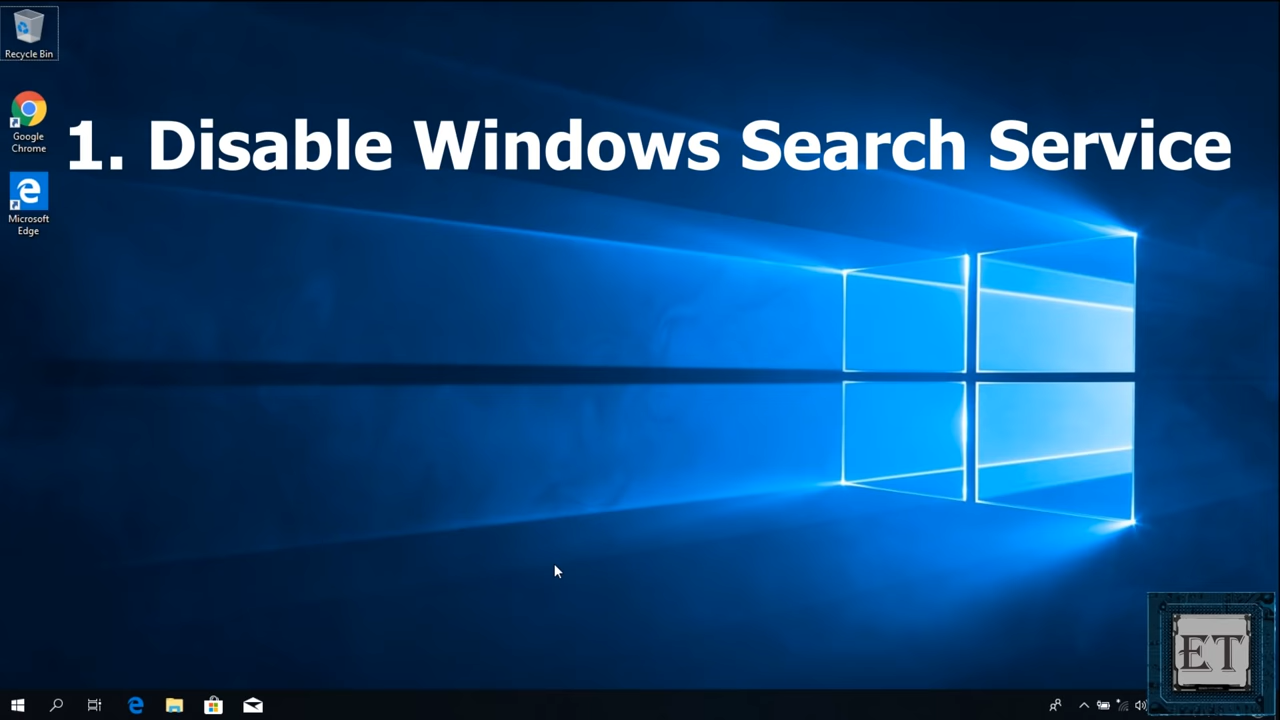 Recycle Bin
1. Disable Windows Search Service
Google
Chrome
Microsoft
Edge
ET